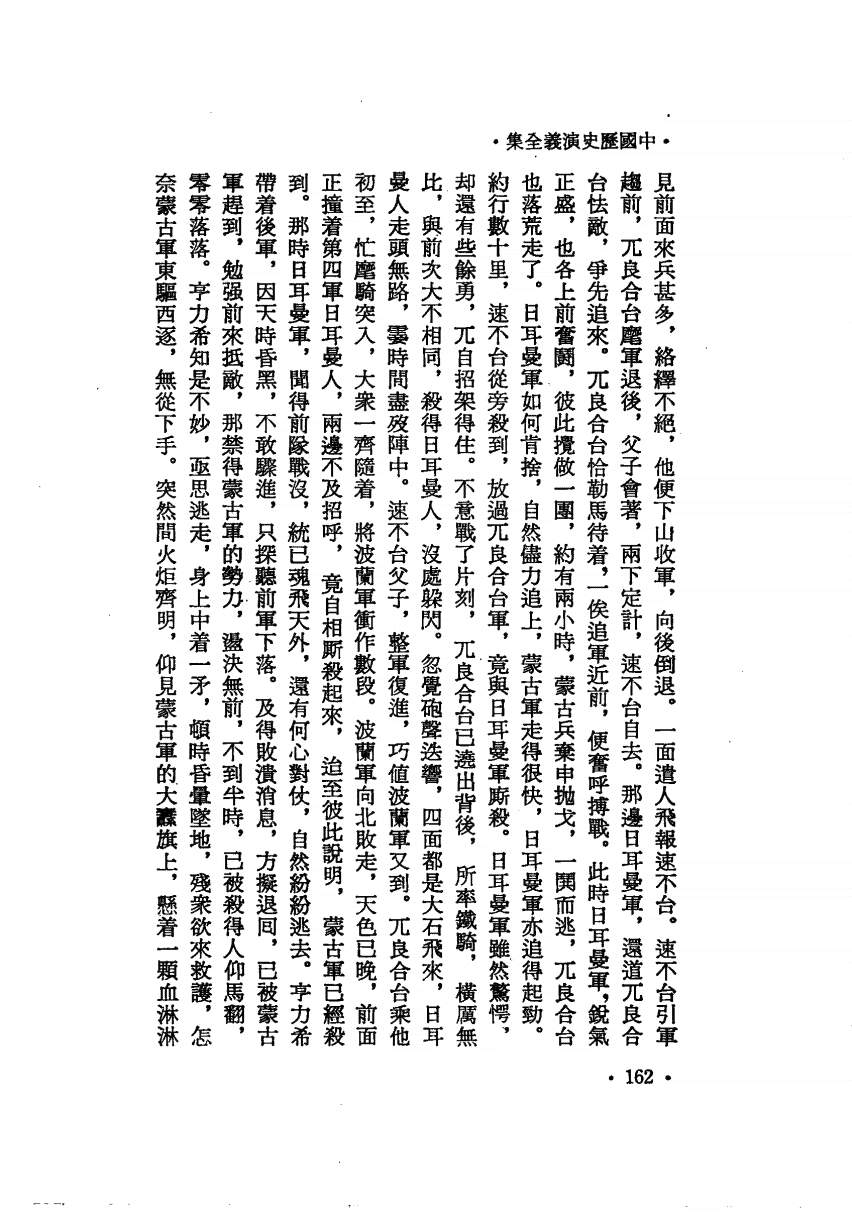 ·中國歷史演義全集·
見前面來兵甚多，絡繹不絕，他便下山收軍，向後倒退。一面遣人飛報速不台。速不台引軍
趨前，兀良合台麾軍退後，父子會著，兩下定計，速不台自去。那邊日耳曼軍，還道兀良合
台怯敵，爭先追來。兀良合台恰勒馬待着，一俟追軍近前，便奮呼搏戰。此時日耳曼軍，銳氣
正盛，也各上前奮鬬，彼此攪做一團，約有兩小時，蒙古兵棄申拋戈，一鬨而逃，兀良合台
也落荒走了。日耳曼軍如何肯捨，自然儘力追上，蒙古軍走得很快，日耳曼軍亦追得起勁。
約行數十里，速不台從旁殺到，放過兀良合台軍，竟與日耳曼軍廝殺。日耳曼軍雖然驚愕，
却還有些餘勇，兀自招架得住。不意戰了片刻，兀良合台已遶出背後，所率鐵騎，橫厲無
比，與前次大不相同，殺得日耳曼人，沒處躲閃。忽覺砲聲迭響，四面都是大石飛來，日耳
曼人走頭無路，霎時間盡歿陣中。速不台父子，整軍復進，巧值波蘭軍又到。兀良合台乘他
初至，忙麾騎突入，大衆一齊隨着，將波蘭軍衝作數段。波蘭軍向北敗走，天色已晚，前面
正撞着第四軍日耳曼人，兩邊不及招呼，竟自相廝殺起來，迨至彼此說明，蒙古軍已經殺
到。那時日耳曼軍，聞得前隊戰沒，統已魂飛天外，還有何心對仗，自然紛紛逃去。亨力希
帶着後軍，因天時昏黑，不敢驟進，只探聽前軍下落。及得敗潰消息，方擬退囘，已被蒙古
軍趕到，勉强前來抵敵，那禁得蒙古軍的勢力，盪決無前，不到半時，已被殺得人仰馬翻，
零零落落。亨力希知是不妙，亟思逃走，身上中着一矛，頓時昏暈墜地，殘衆欲來救護，怎
奈蒙古軍東驅西逐，無從下手。突然間火炬齊明，仰見蒙古軍的大纛旗上，懸着一顆血淋淋
·162·